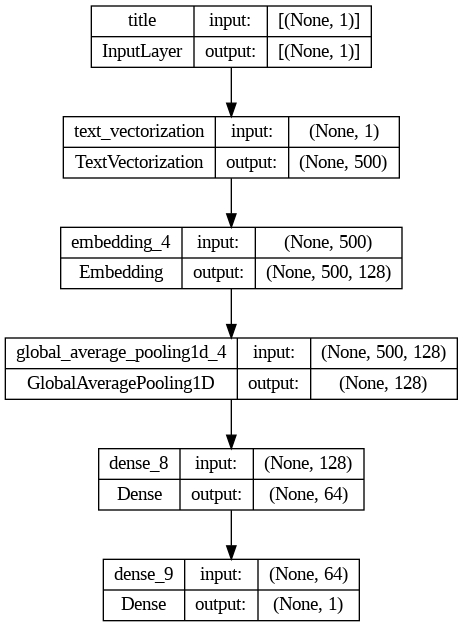 title input: [(None, 1)]
InputLayer output: [(None, 1)]
text_vectorization input: (None, 1)
TextVectorization output: (None, 500)
embedding_4 input: (None, 500)
Embedding output: (None, 500, 128)
global_average_pooling1d_4 input: (None, 500, 128)
GlobalAveragePooling1D output: (None, 128)
dense_8 input: (None, 128)
Dense output: (None, 64)
dense_9 input: (None, 64)
Dense output: (None, 1)